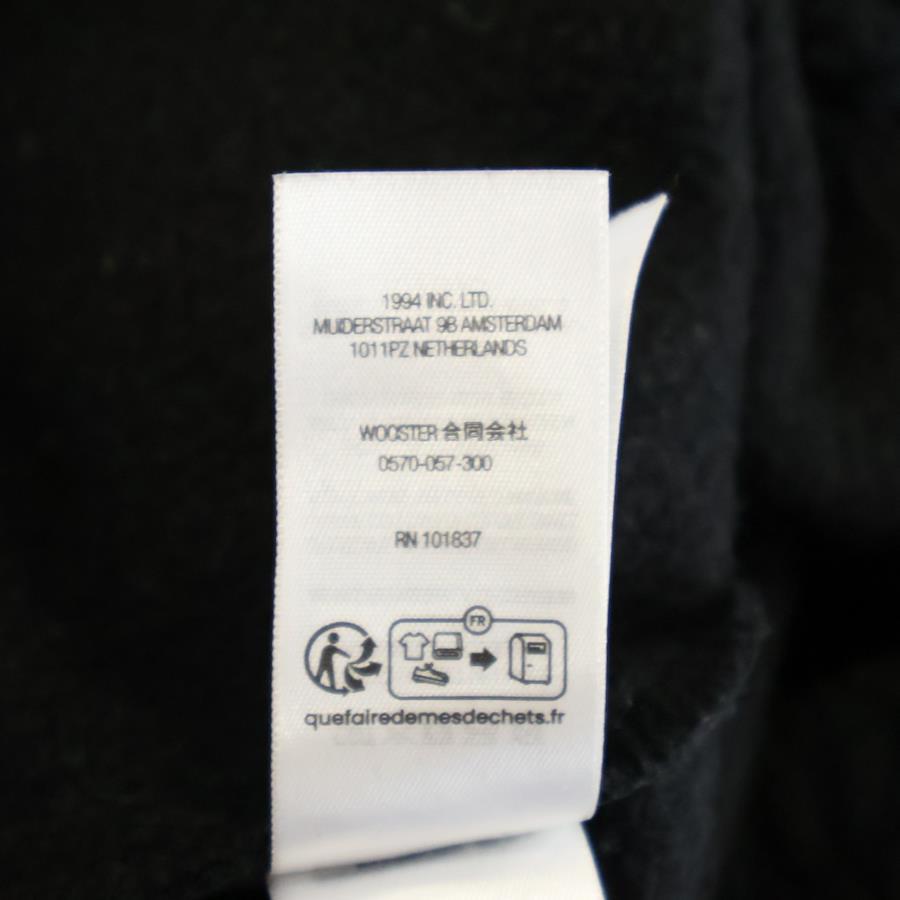 1994 INC. LTD.
MUIDERSTRAAT 9B AMSTERDAM
1011PZ NETHERLANDS
WOOSTER 合同会社
0570-057-300
RN 101837
FR
quefairedemesdechets.fr